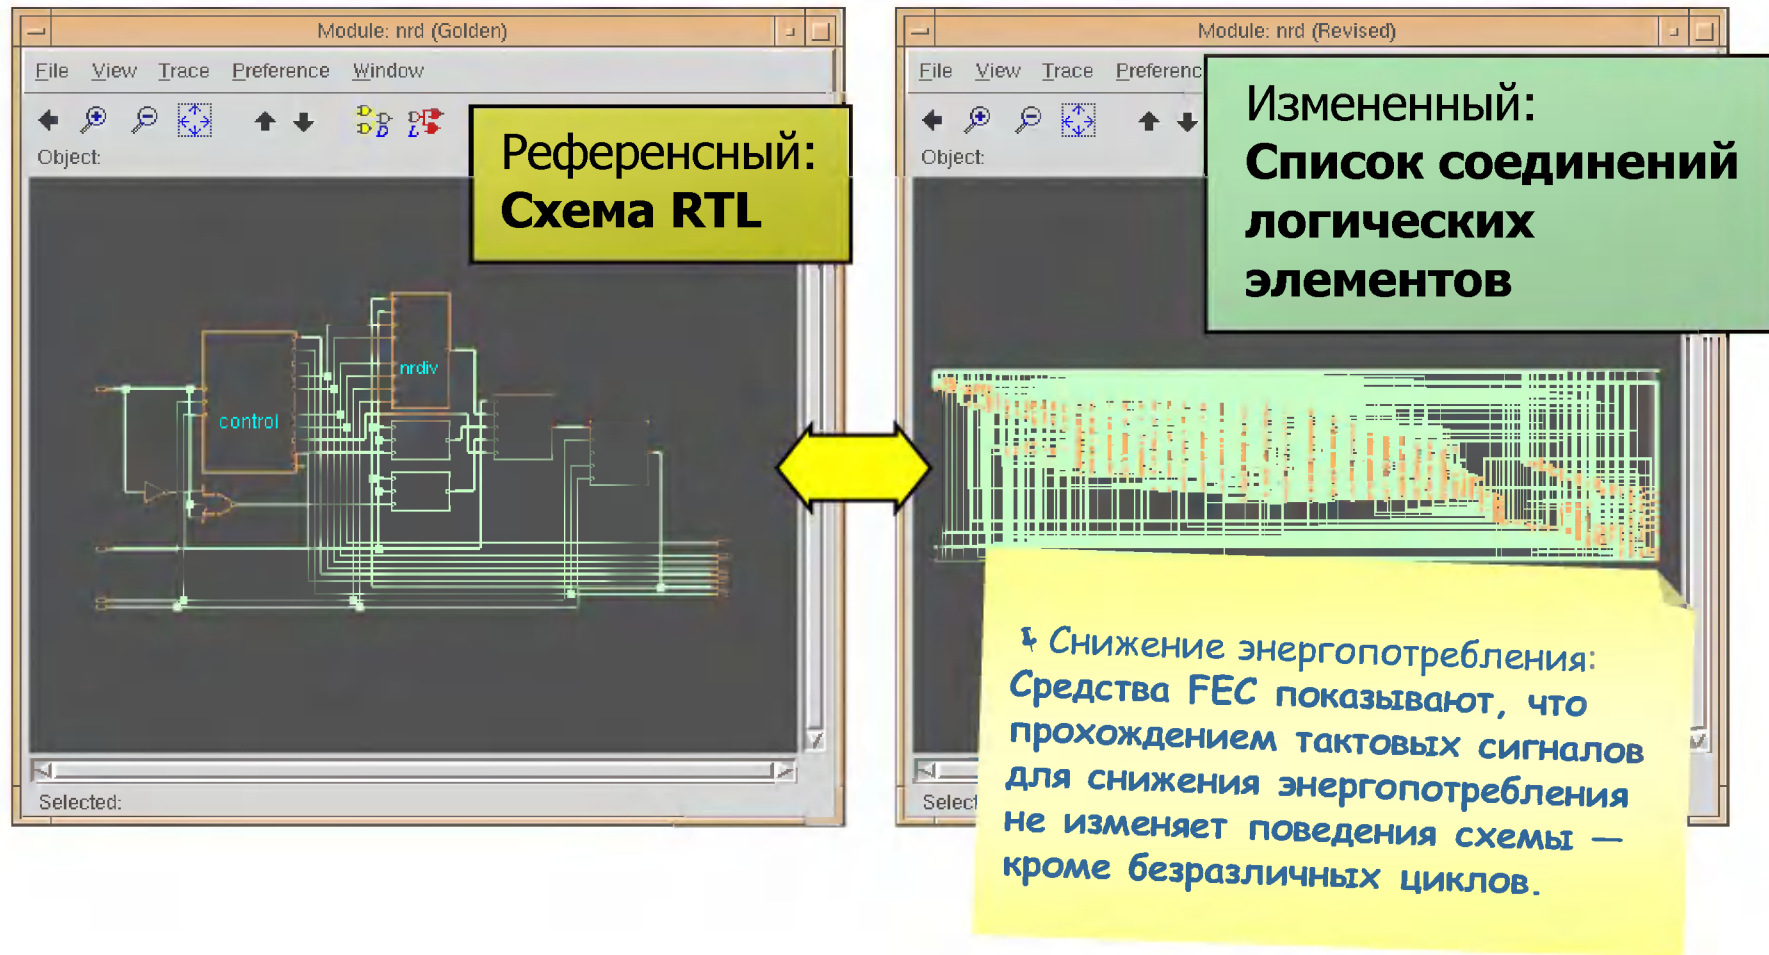 Module: nrd (Golden)
File View Trace Preference Window
Object:
Референсный:
Схема RTL
control
nrdiv
Selected:
Module: nrd (Revised)
File View Trace Preferenc
Object:
Измененный:
Список соединений
логических
элементов
Select
Снижение энергопотребления:
Средства FEC показывают, что
прохождением тактовых сигналов
для снижения энергопотребления
не изменяет поведения схемы —
кроме безразличных циклов.